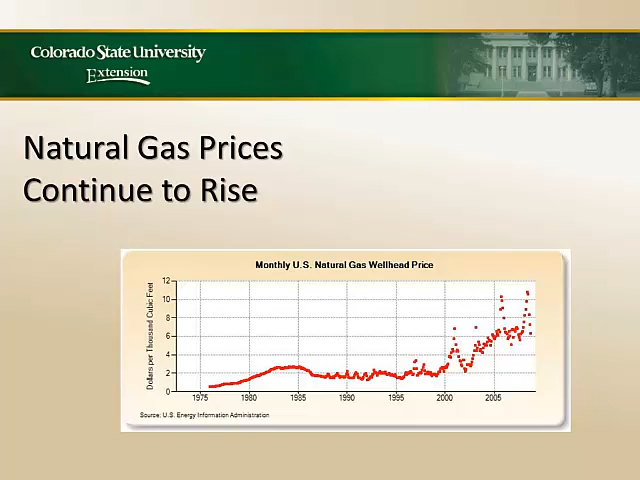 Colorado State University
Extension
Natural Gas Prices
Continue to Rise
Monthly U.S. Natural Gas Wellhead Price
Dollars per Thousand Cubic Feet
12
10
8
6
4
2
0
1975 1980 1985 1990 1995 2000 2005
Source: U.S. Energy Information Administration